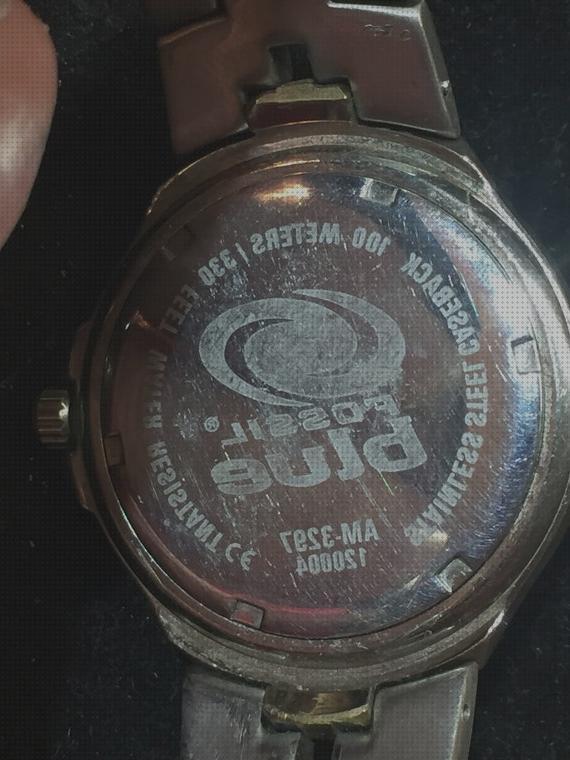 STAINLESS STEEL CASEBACK 100 METERS / 330 FEET WATER RESISTANT CE
FOSSIL®
blue
AM-3297
120004